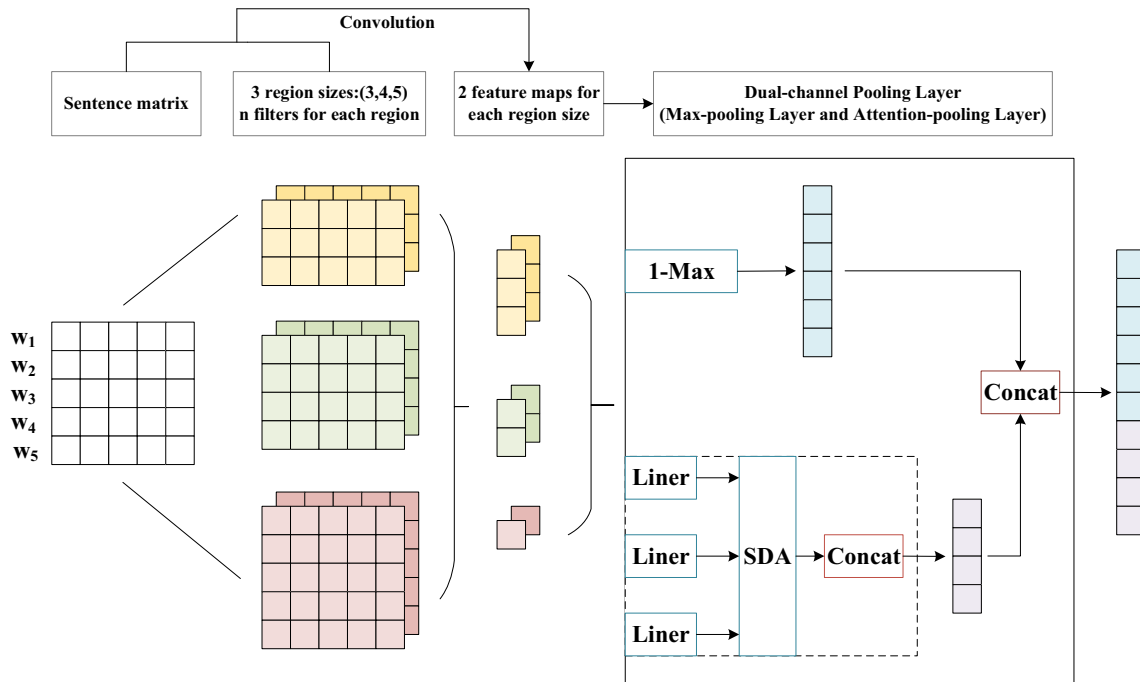 Convolution
Sentence matrix
3 region sizes:(3,4,5)
n filters for each region
2 feature maps for
each region size
Dual-channel Pooling Layer
(Max-pooling Layer and Attention-pooling Layer)
w1
w2
w3
w4
w5
1-Max
Concat
Liner
Liner
Liner
SDA
Concat